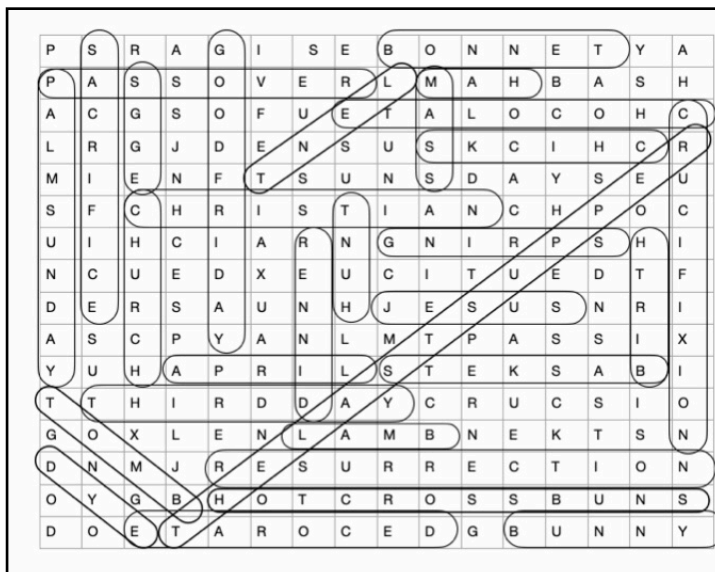 P S R A G I S E B O N N E T Y A
P A S S O V E R L M A H B A S H
A C G S O F U E T A L O C O H C
L R G J D E N S U S K C I H C R
M I E N F T S U N S D A Y S E U
S F C H R I S T I A N C H P O C
U I H C I A R N G N I R P S H I
N C U E D X E U C I T U E D T F
D E R S A U N H J E S U S N R I
A S C P Y A N L M T P A S S I X
Y U H A P R I L S T E K S A B I
T T H I R D D A Y C R U C S I O
G O X L E N L A M B N E K T S N
D N M J R E S U R R E C T I O N
O Y G B H O T C R O S S B U N S
D O E T A R O C E D G B U N N Y